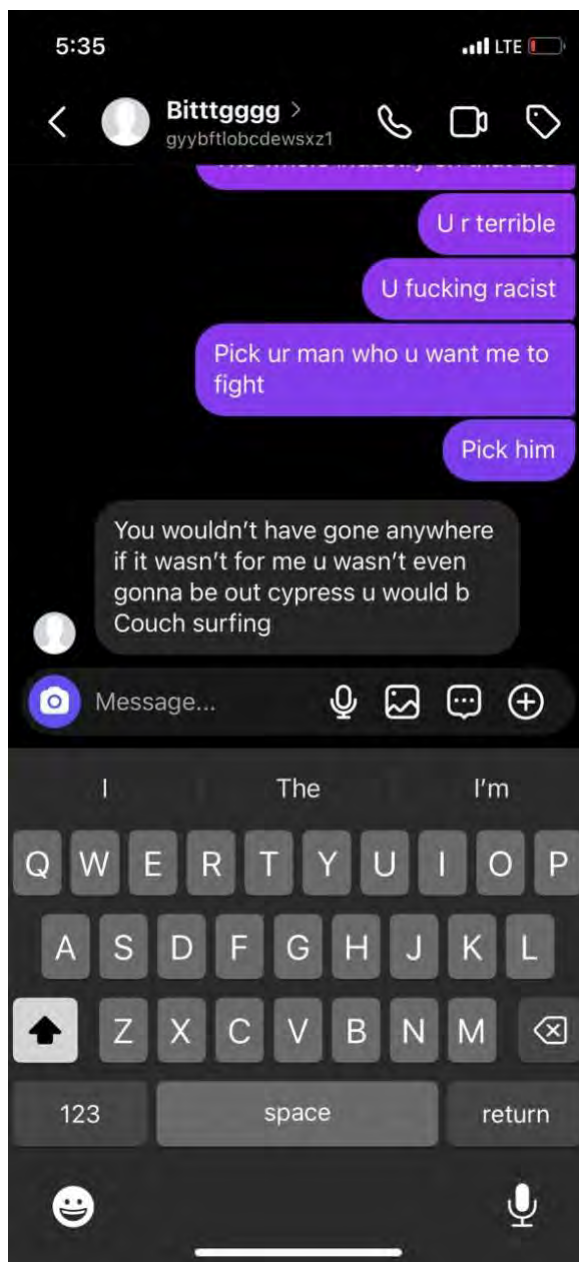 5:35
LTE
Bitttgggg >
gyybftlobcdewsxz1
U r terrible
U fucking racist
Pick ur man who u want me to
fight
Pick him
You wouldn't have gone anywhere
if it wasn't for me u wasn't even
gonna be out cypress u would b
Couch surfing
Message...
I The I'm
Q W E R T Y U I O P
A S D F G H J K L
Z X C V B N M
123 space return